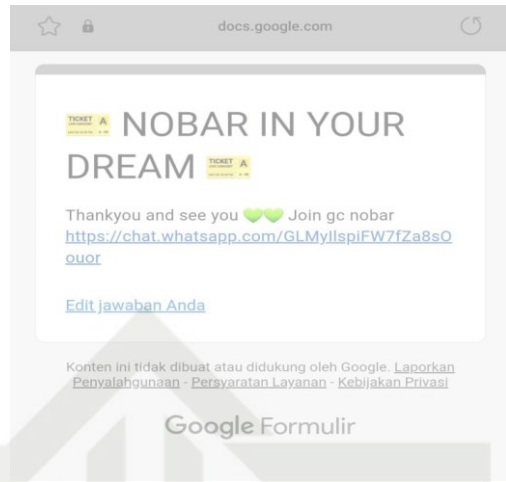 docs.google.com
TICKET A NOBAR IN YOUR
DREAM TICKET A
Thankyou and see you 💚💚 Join gc nobar
https://chat.whatsapp.com/GLMyIlspiFW7fZa8sO
ouor
Edit jawaban Anda
Konten ini tidak dibuat atau didukung oleh Google. Laporkan
Penyalahgunaan - Persyaratan Layanan - Kebijakan Privasi
Google Formulir